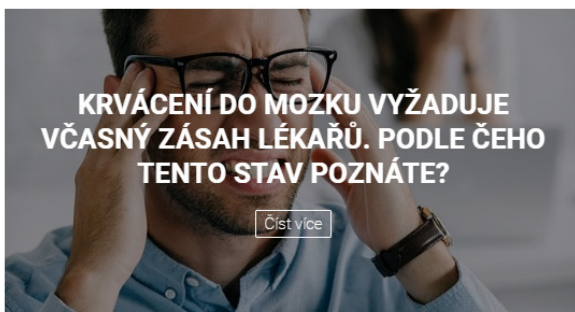 KRVÁCENÍ DO MOZKU VYŽADUJE
VČASNÝ ZÁSAH LÉKAŘŮ. PODLE ČEHO
TENTO STAV POZNÁTE?
Číst více